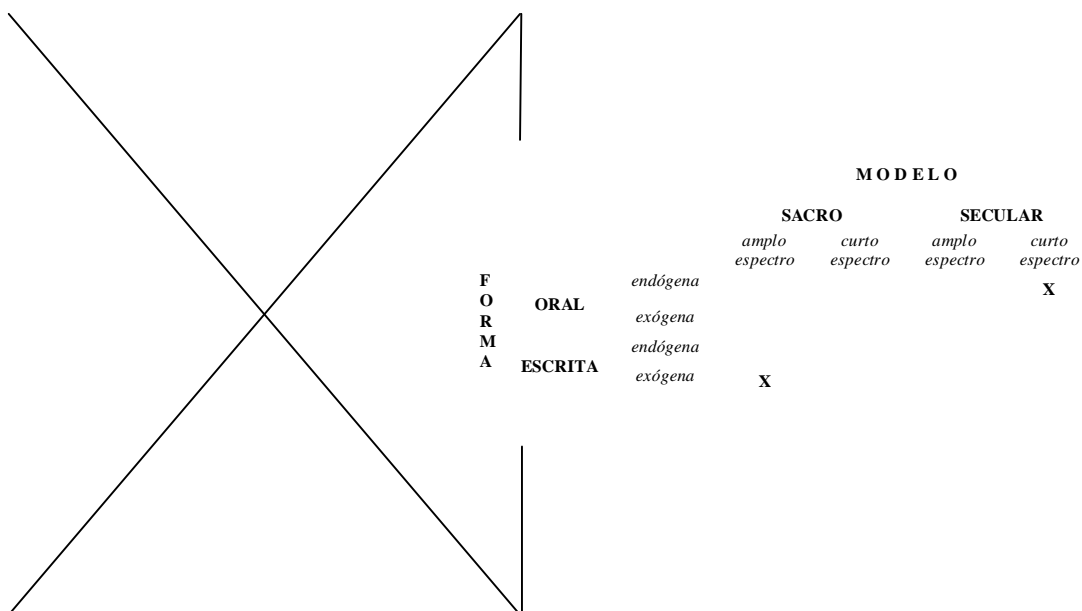 M O D E L O
SACRO SECULAR
amplo curto amplo curto
espectro espectro espectro espectro
F endógena X
O ORAL
R exógena
M endógena
A ESCRITA
exógena X